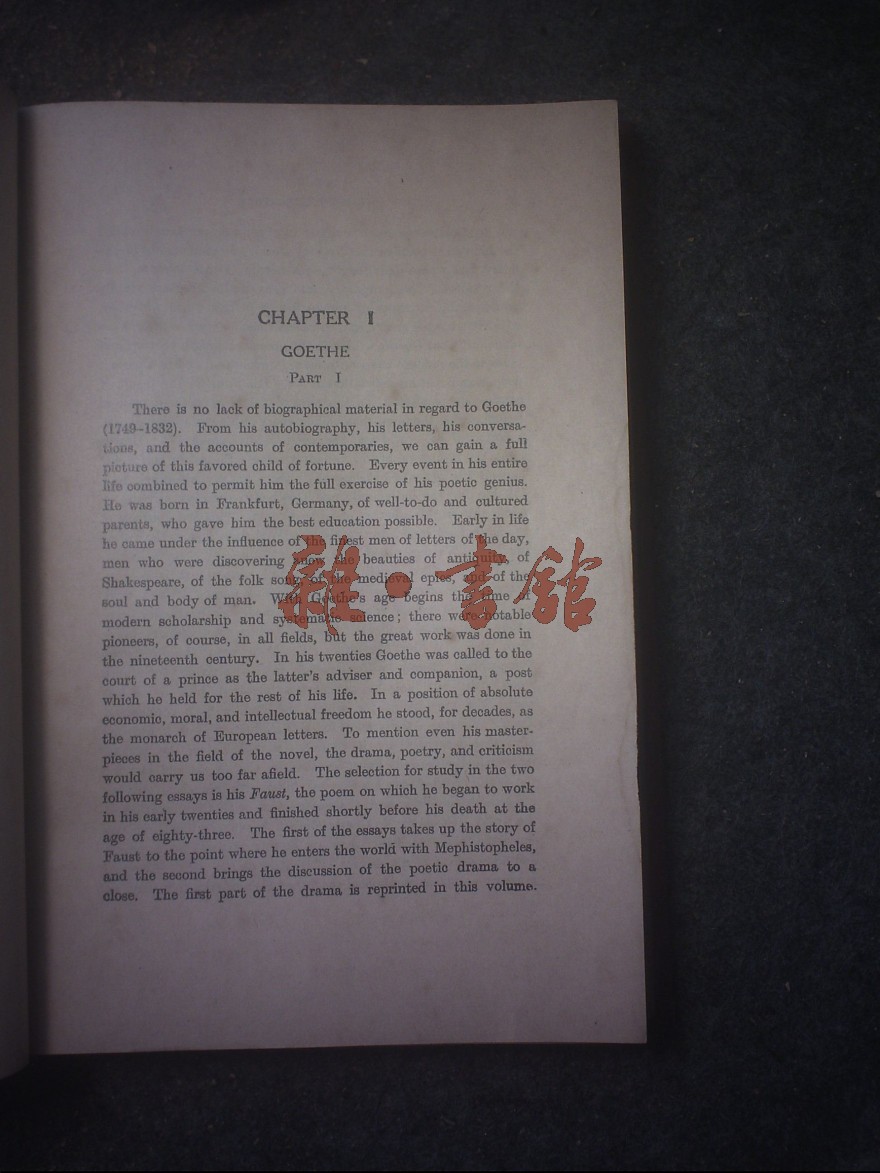 CHAPTER I
GOETHE
PART I
There is no lack of biographical material in regard to Goethe
(1749–1832). From his autobiography, his letters, his conversa-
tions, and the accounts of contemporaries, we can gain a full
picture of this favored child of fortune. Every event in his entire
life combined to permit him the full exercise of his poetic genius.
He was born in Frankfurt, Germany, of well-to-do and cultured
parents, who gave him the best education possible. Early in life
he came under the influence of the finest men of letters of the day,
men who were discovering anew the beauties of antiquity, of
Shakespeare, of the folk song, of the medieval epics, and of the
soul and body of man. With Goethe's age begins the time of
modern scholarship and systematic science; there were notable
pioneers, of course, in all fields, but the great work was done in
the nineteenth century. In his twenties Goethe was called to the
court of a prince as the latter's adviser and companion, a post
which he held for the rest of his life. In a position of absolute
economic, moral, and intellectual freedom he stood, for decades, as
the monarch of European letters. To mention even his master-
pieces in the field of the novel, the drama, poetry, and criticism
would carry us too far afield. The selection for study in the two
following essays is his Faust, the poem on which he began to work
in his early twenties and finished shortly before his death at the
age of eighty-three. The first of the essays takes up the story of
Faust to the point where he enters the world with Mephistopheles,
and the second brings the discussion of the poetic drama to a
close. The first part of the drama is reprinted in this volume.
雜·書館